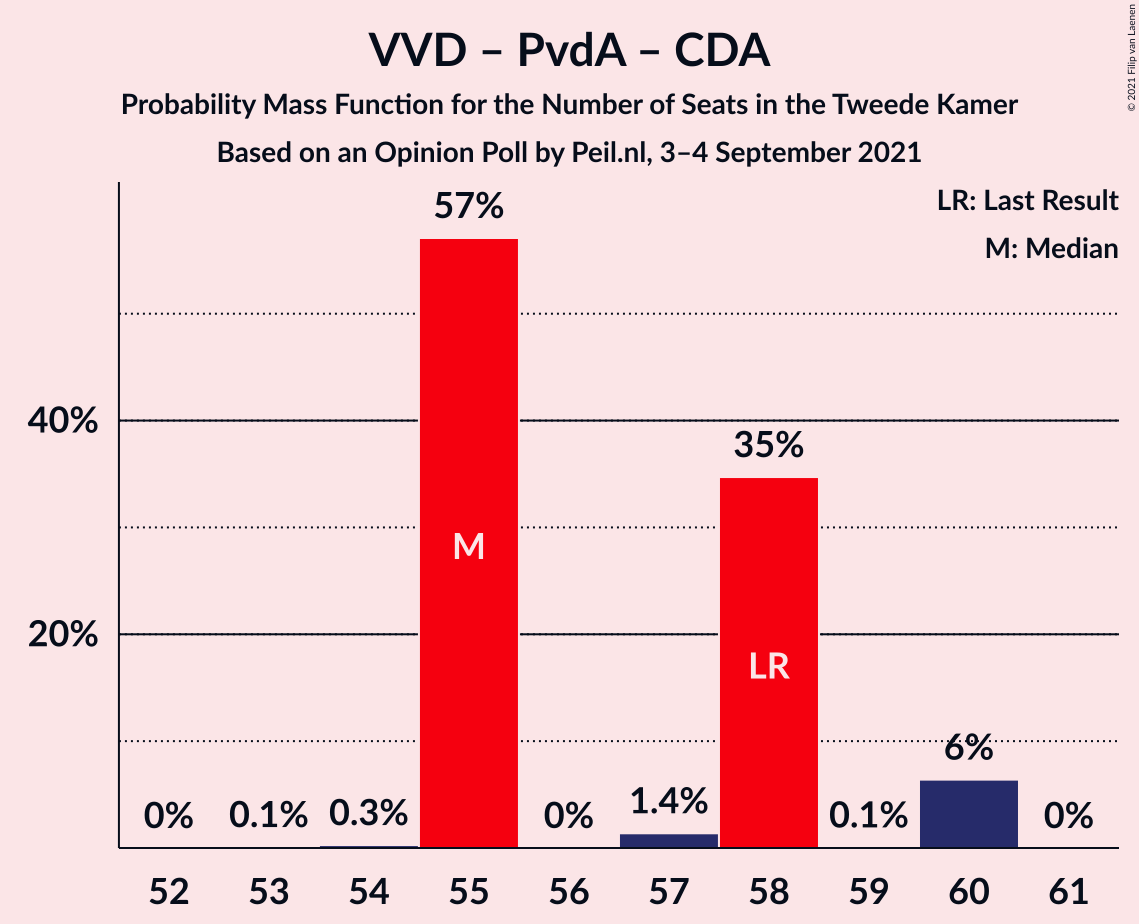 VVD – PvdA – CDA
Probability Mass Function for the Number of Seats in the Tweede Kamer
Based on an Opinion Poll by Peil.nl, 3–4 September 2021
© 2021 Filip van Laenen
LR: Last Result
M: Median
40%
20%
0%
0.1%
0.3%
57%
M
0%
1.4%
35%
LR
0.1%
6%
0%
52 53 54 55 56 57 58 59 60 61